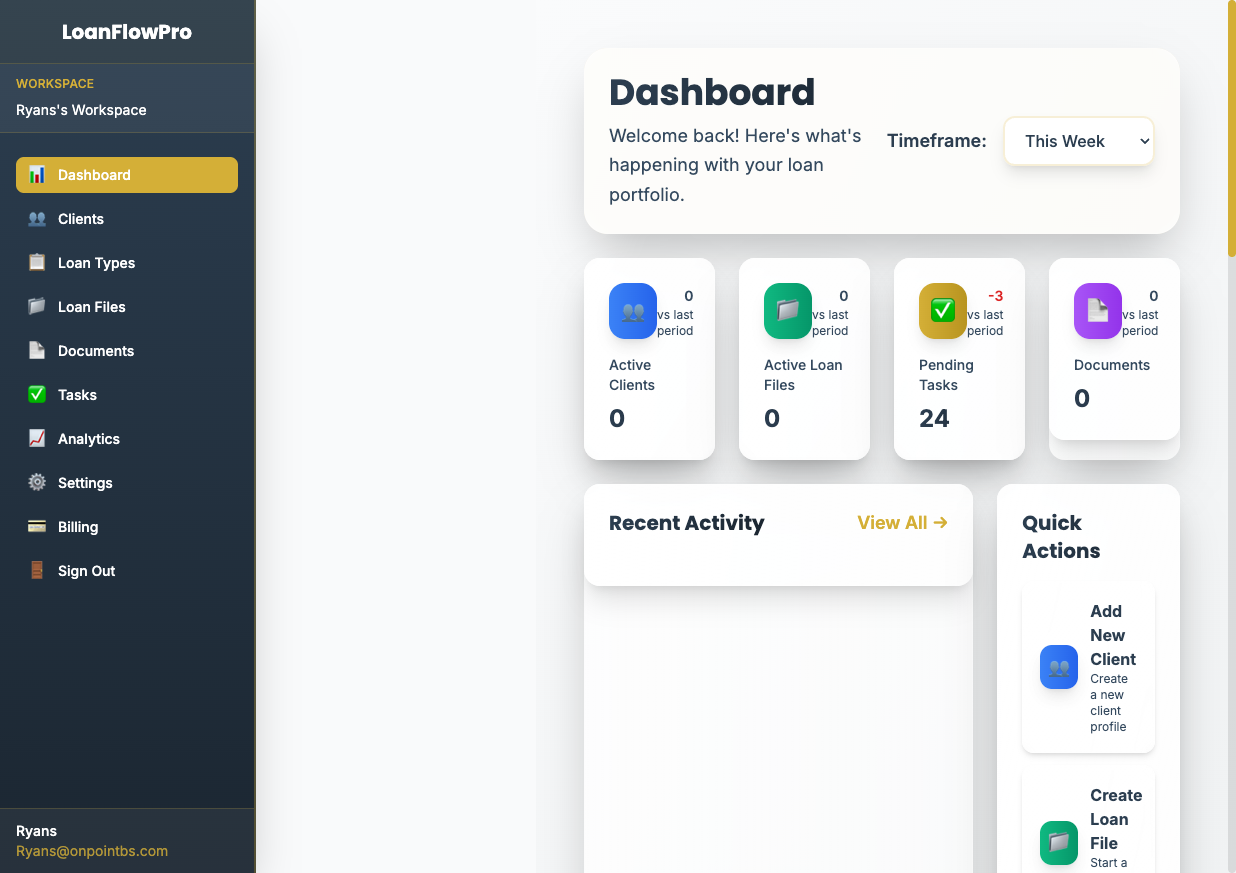 LoanFlowPro
WORKSPACE
Ryans's Workspace
Dashboard
Clients
Loan Types
Loan Files
Documents
Tasks
Analytics
Settings
Billing
Sign Out
Ryans
Ryans@onpointbs.com
Dashboard
Welcome back! Here's what's
happening with your loan
portfolio.
Timeframe:
This Week
0
vs last
period
Active
Clients
0
0
vs last
period
Active Loan
Files
0
-3
vs last
period
Pending
Tasks
24
0
vs last
period
Documents
0
Recent Activity
View All →
Quick
Actions
Add
New
Client
Create
a new
client
profile
Create
Loan
File
Start a